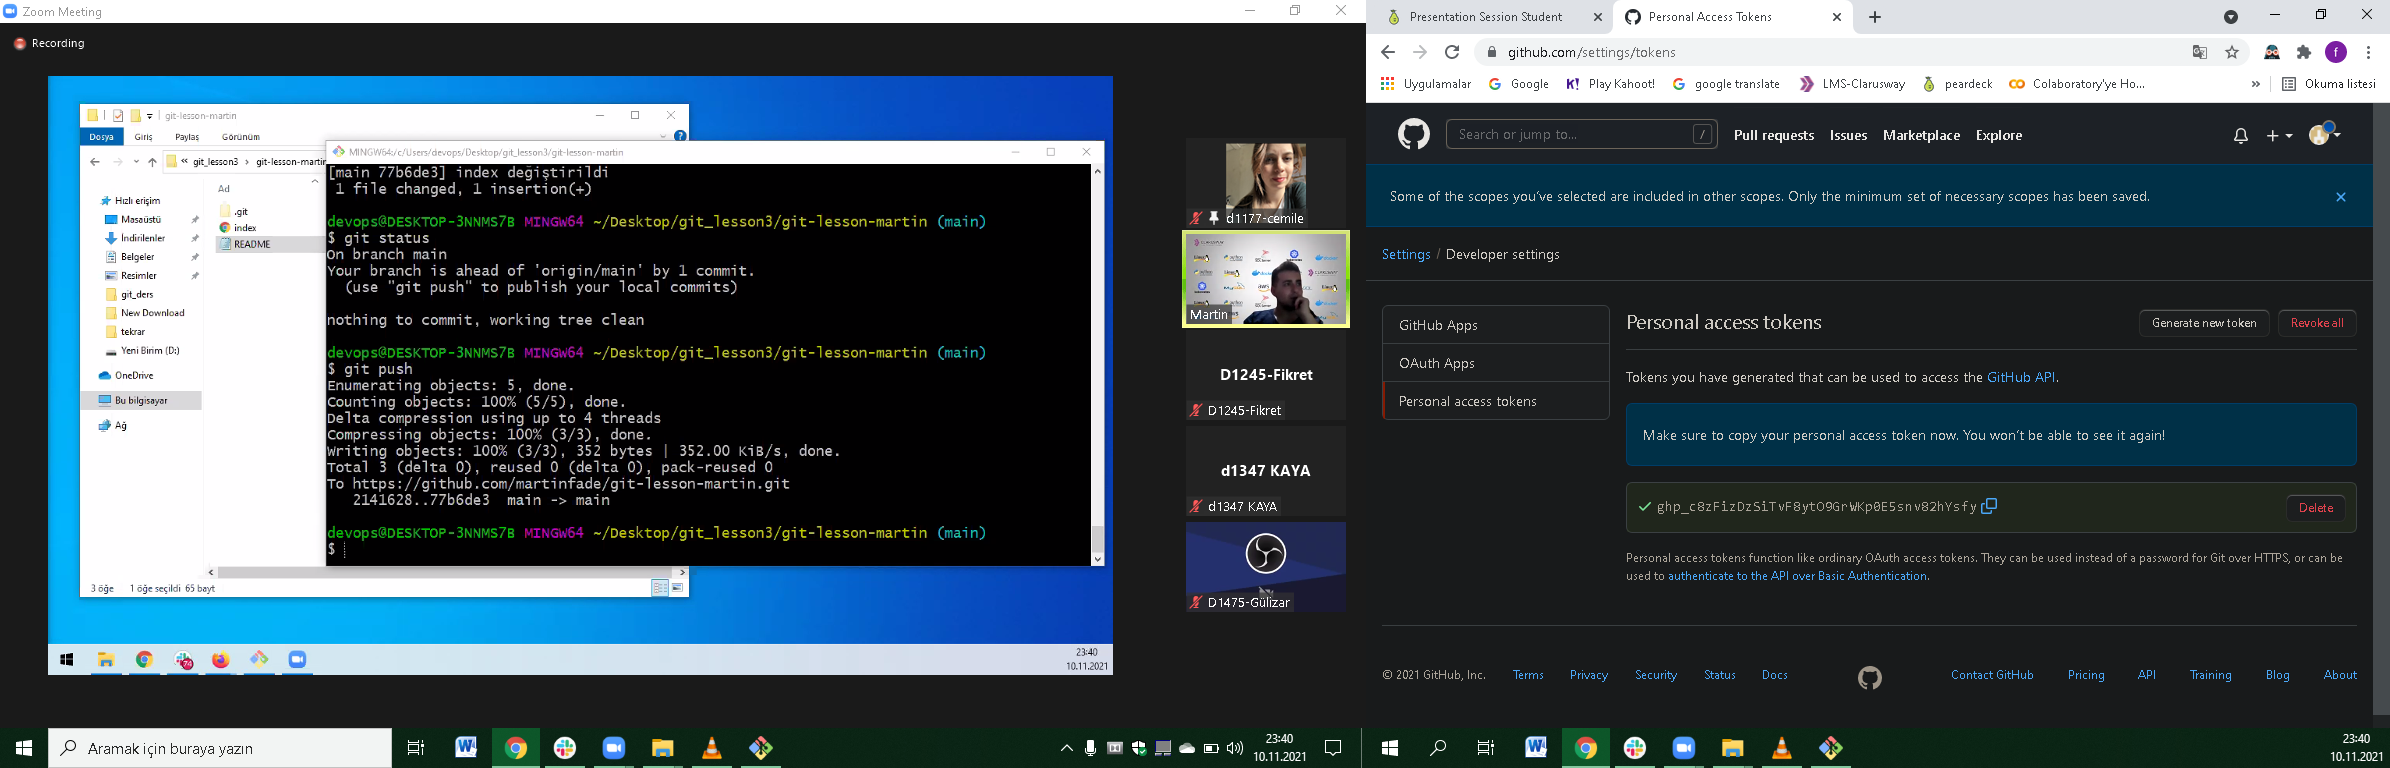 Zoom Meeting
Recording
git-lesson-martin
Dosya Giriş Paylaş Görünüm
« git_lesson3 › git-lesson-martin
Ad
Hızlı erişim
Masaüstü
İndirilenler
Belgeler
Resimler
git_ders
New Download
tekrar
Yeni Birim (D:)
OneDrive
Bu bilgisayar
Ağ
.git
index
README
3 öğe 1 öğe seçildi 65 bayt
MINGW64:/c/Users/devops/Desktop/git_lesson3/git-lesson-martin
[main 77b6de3] index değiştirildi
1 file changed, 1 insertion(+)
devops@DESKTOP-3NNMS7B MINGW64 ~/Desktop/git_lesson3/git-lesson-martin (main)
$ git status
On branch main
Your branch is ahead of 'origin/main' by 1 commit.
(use "git push" to publish your local commits)
nothing to commit, working tree clean
devops@DESKTOP-3NNMS7B MINGW64 ~/Desktop/git_lesson3/git-lesson-martin (main)
$ git push
Enumerating objects: 5, done.
Counting objects: 100% (5/5), done.
Delta compression using up to 4 threads
Compressing objects: 100% (3/3), done.
Writing objects: 100% (3/3), 352 bytes | 352.00 KiB/s, done.
Total 3 (delta 0), reused 0 (delta 0), pack-reused 0
To https://github.com/martinfade/git-lesson-martin.git
2141628..77b6de3 main -> main
devops@DESKTOP-3NNMS7B MINGW64 ~/Desktop/git_lesson3/git-lesson-martin (main)
$
74
23:40
10.11.2021
d1177-cemile
Martin
D1245-Fikret
D1245-Fikret
d1347 KAYA
d1347 KAYA
D1475-Gülizar
Aramak için buraya yazın
23:40
10.11.2021
Presentation Session Student
Personal Access Tokens
github.com/settings/tokens
f
Uygulamalar Google Play Kahoot! google translate LMS-Clarusway peardeck Colaboratory'ye Ho... » Okuma listesi
Search or jump to... /
Pull requests Issues Marketplace Explore
Some of the scopes you've selected are included in other scopes. Only the minimum set of necessary scopes has been saved.
Settings / Developer settings
GitHub Apps
OAuth Apps
Personal access tokens
Personal access tokens
Generate new token Revoke all
Tokens you have generated that can be used to access the GitHub API.
Make sure to copy your personal access token now. You won't be able to see it again!
Delete
Personal access tokens function like ordinary OAuth access tokens. They can be used instead of a password for Git over HTTPS, or can be
used to authenticate to the API over Basic Authentication.
© 2021 GitHub, Inc. Terms Privacy Security Status Docs Contact GitHub Pricing API Training Blog About
23:40
10.11.2021